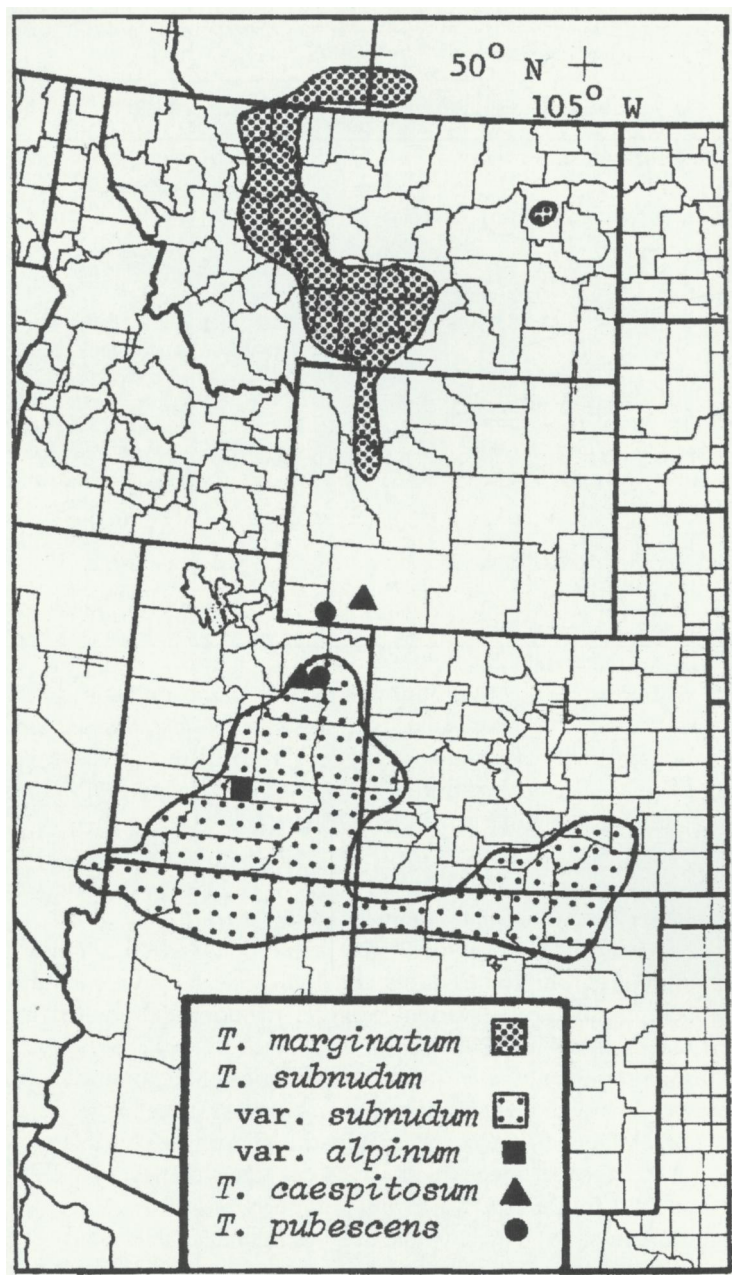 50° N
105° W
T. marginatum
T. subnudum
var. subnudum
var. alpinum
T. caespitosum
T. pubescens